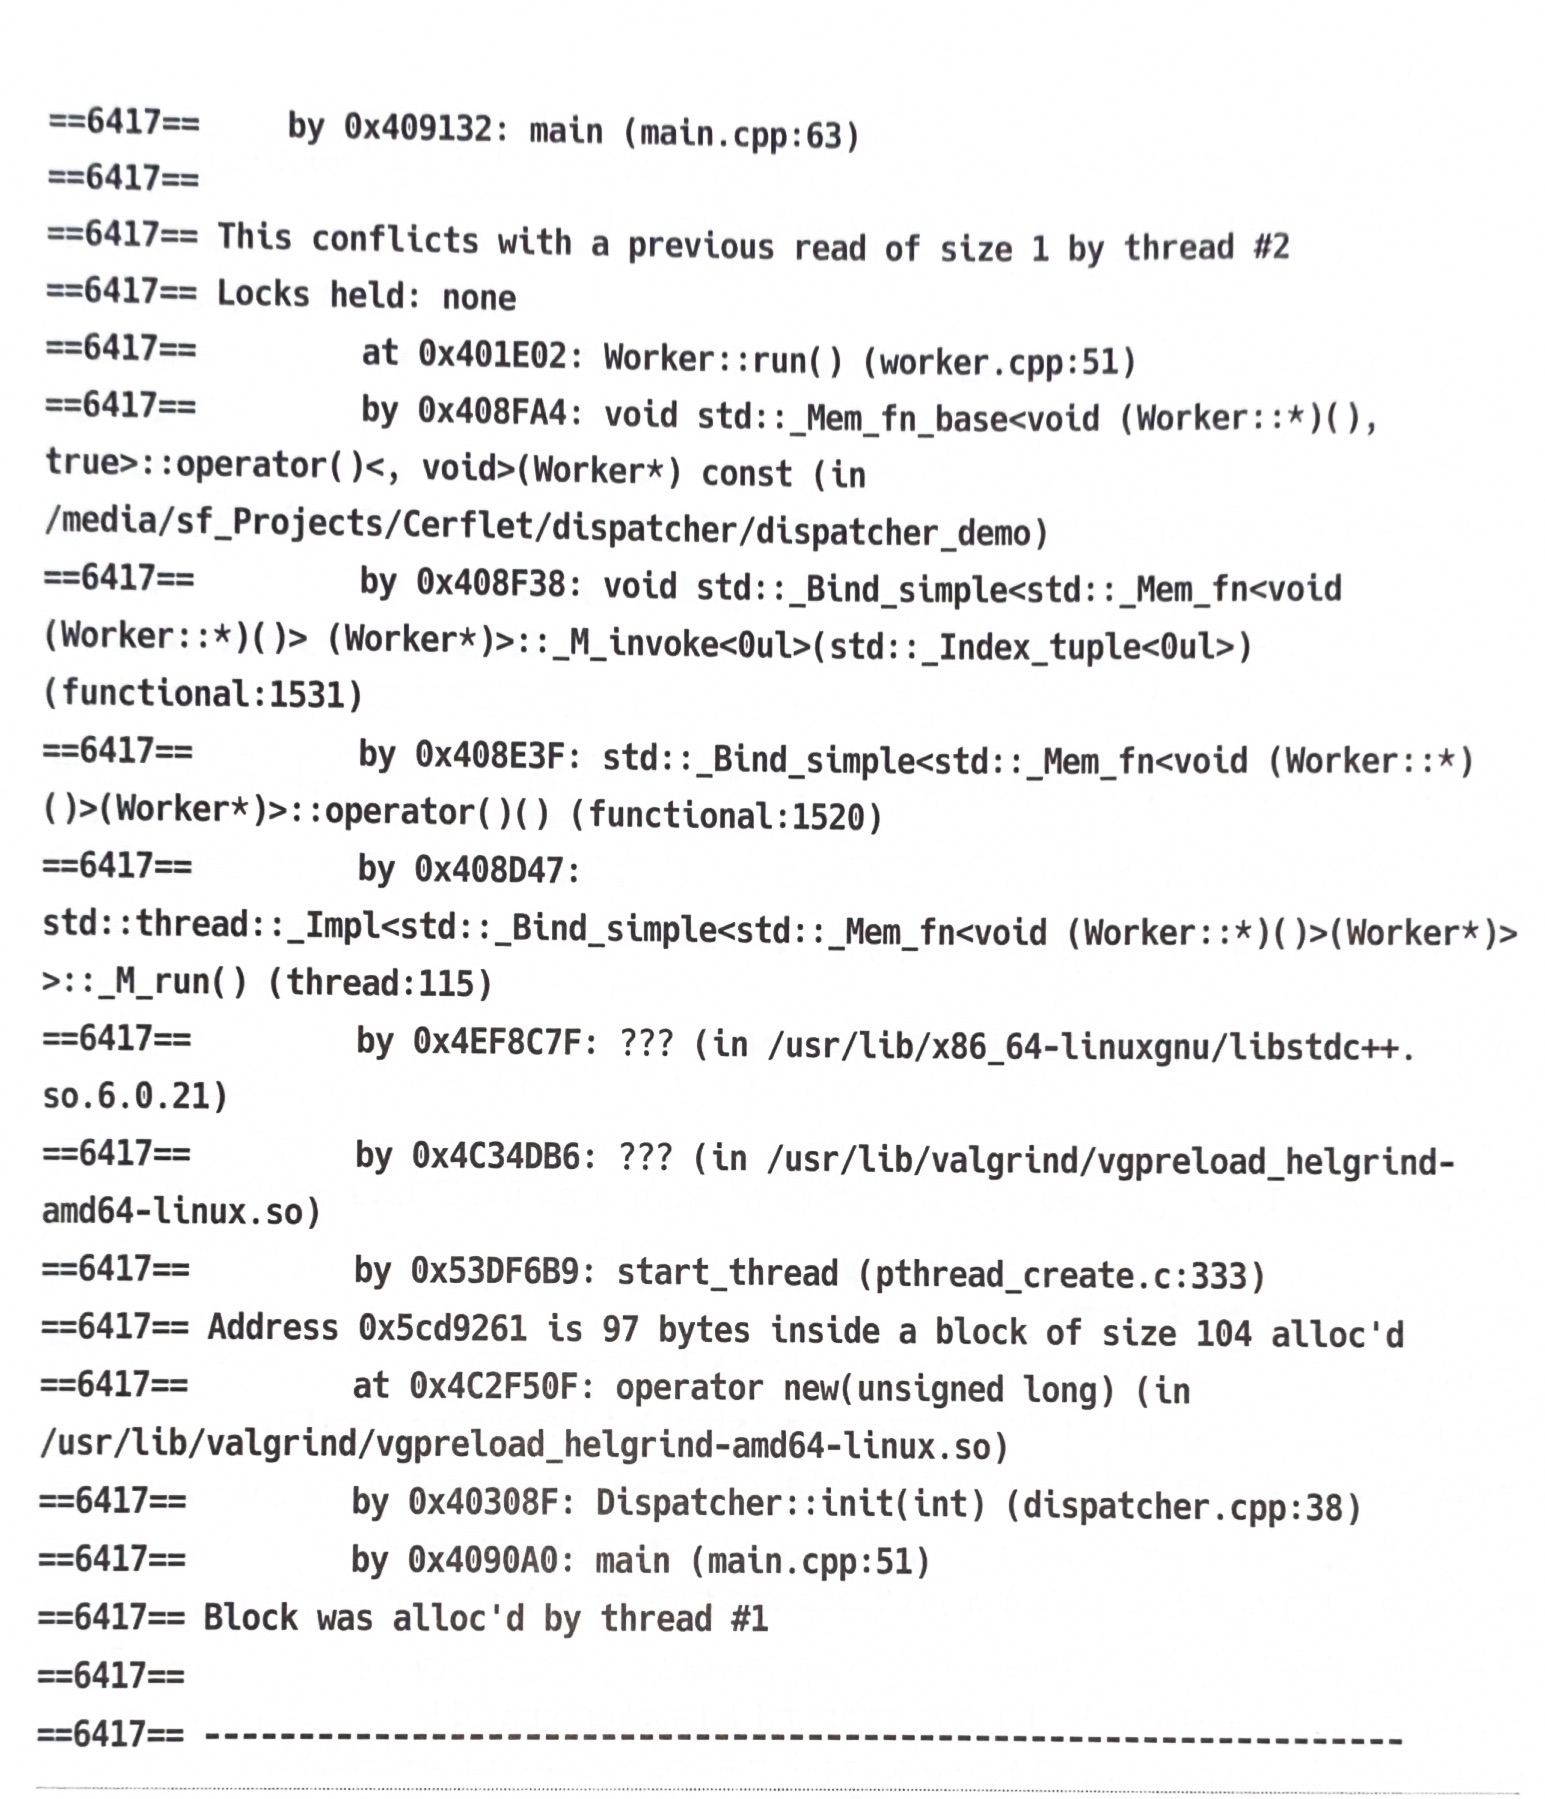 ==6417==    by 0x409132: main (main.cpp:63)
==6417==
==6417== This conflicts with a previous read of size 1 by thread #2
==6417== Locks held: none
==6417==        at 0x401E02: Worker::run() (worker.cpp:51)
==6417==        by 0x408FA4: void std::_Mem_fn_base<void (Worker::*)(),
true>::operator()<, void>(Worker*) const (in
/media/sf_Projects/Cerflet/dispatcher/dispatcher_demo)
==6417==        by 0x408F38: void std::_Bind_simple<std::_Mem_fn<void
(Worker::*)()> (Worker*)>::_M_invoke<0ul>(std::_Index_tuple<0ul>)
(functional:1531)
==6417==        by 0x408E3F: std::_Bind_simple<std::_Mem_fn<void (Worker::*)
()>(Worker*)>::operator()() (functional:1520)
==6417==        by 0x408D47:
std::thread::_Impl<std::_Bind_simple<std::_Mem_fn<void (Worker::*)()>(Worker*)>
>::_M_run() (thread:115)
==6417==        by 0x4EF8C7F: ??? (in /usr/lib/x86_64-linuxgnu/libstdc++.
so.6.0.21)
==6417==        by 0x4C34DB6: ??? (in /usr/lib/valgrind/vgpreload_helgrind-
amd64-linux.so)
==6417==        by 0x53DF6B9: start_thread (pthread_create.c:333)
==6417== Address 0x5cd9261 is 97 bytes inside a block of size 104 alloc'd
==6417==        at 0x4C2F50F: operator new(unsigned long) (in
/usr/lib/valgrind/vgpreload_helgrind-amd64-linux.so)
==6417==        by 0x40308F: Dispatcher::init(int) (dispatcher.cpp:38)
==6417==        by 0x4090A0: main (main.cpp:51)
==6417== Block was alloc'd by thread #1
==6417==
==6417== ----------------------------------------------------------------